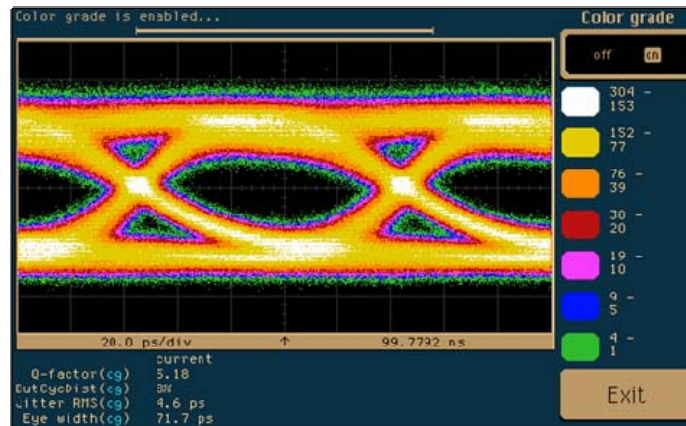 Color grade is enabled...
Color grade
off on
304 -
153
152 -
77
76 -
39
30 -
20
19 -
10
9 -
5
4 -
1
20.0 ps/div ↑ 99.7792 ns
current
Q-factor(cg) 5.18
DutCycDist(cg)
Jitter RMS(cg) 4.6 ps
Eye width(cg) 71.7 ps
Exit